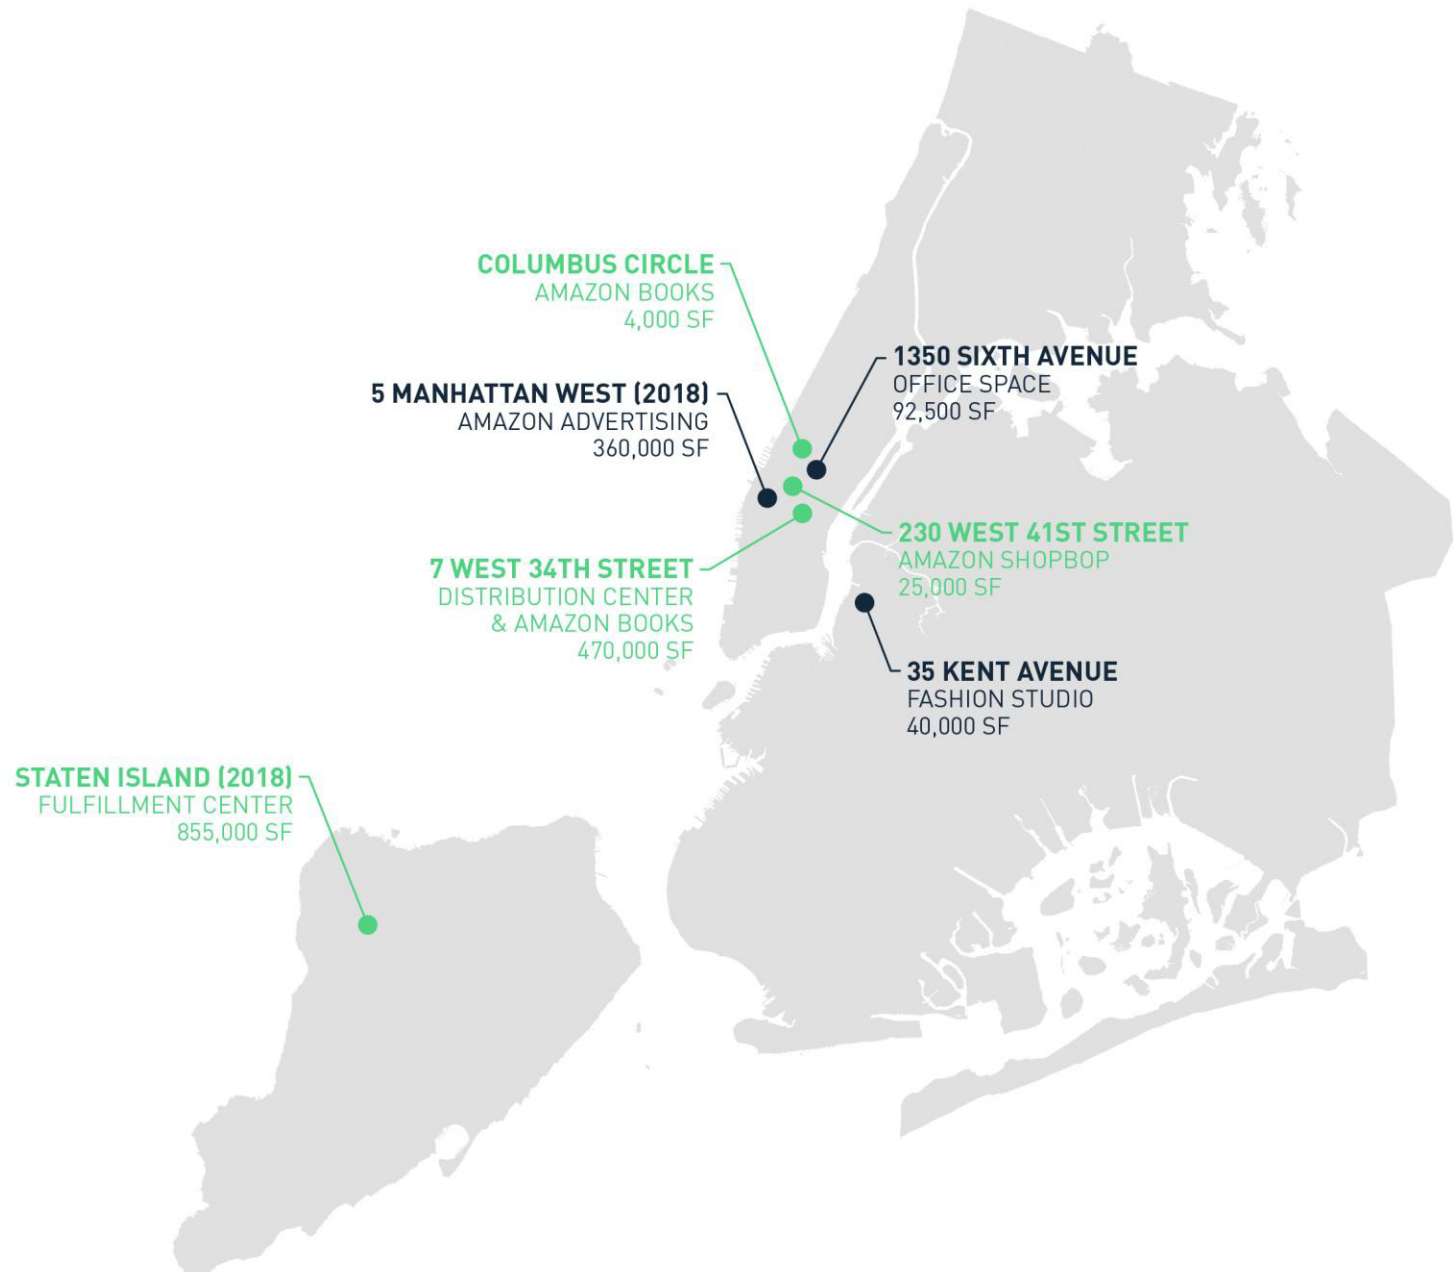 COLUMBUS CIRCLE
AMAZON BOOKS
4,000 SF
1350 SIXTH AVENUE
OFFICE SPACE
92,500 SF
5 MANHATTAN WEST (2018)
AMAZON ADVERTISING
360,000 SF
230 WEST 41ST STREET
AMAZON SHOPBOP
25,000 SF
7 WEST 34TH STREET
DISTRIBUTION CENTER
& AMAZON BOOKS
470,000 SF
35 KENT AVENUE
FASHION STUDIO
40,000 SF
STATEN ISLAND (2018)
FULFILLMENT CENTER
855,000 SF